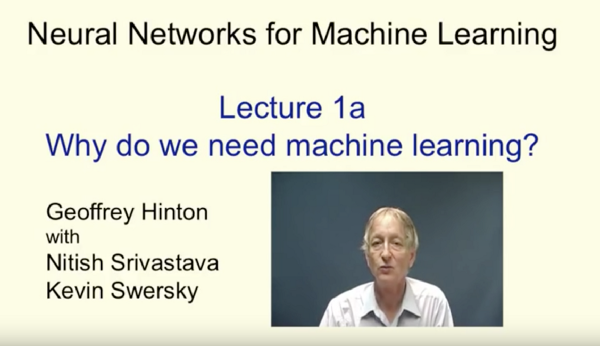 Neural Networks for Machine Learning
Lecture 1a
Why do we need machine learning?
Geoffrey Hinton
with
Nitish Srivastava
Kevin Swersky